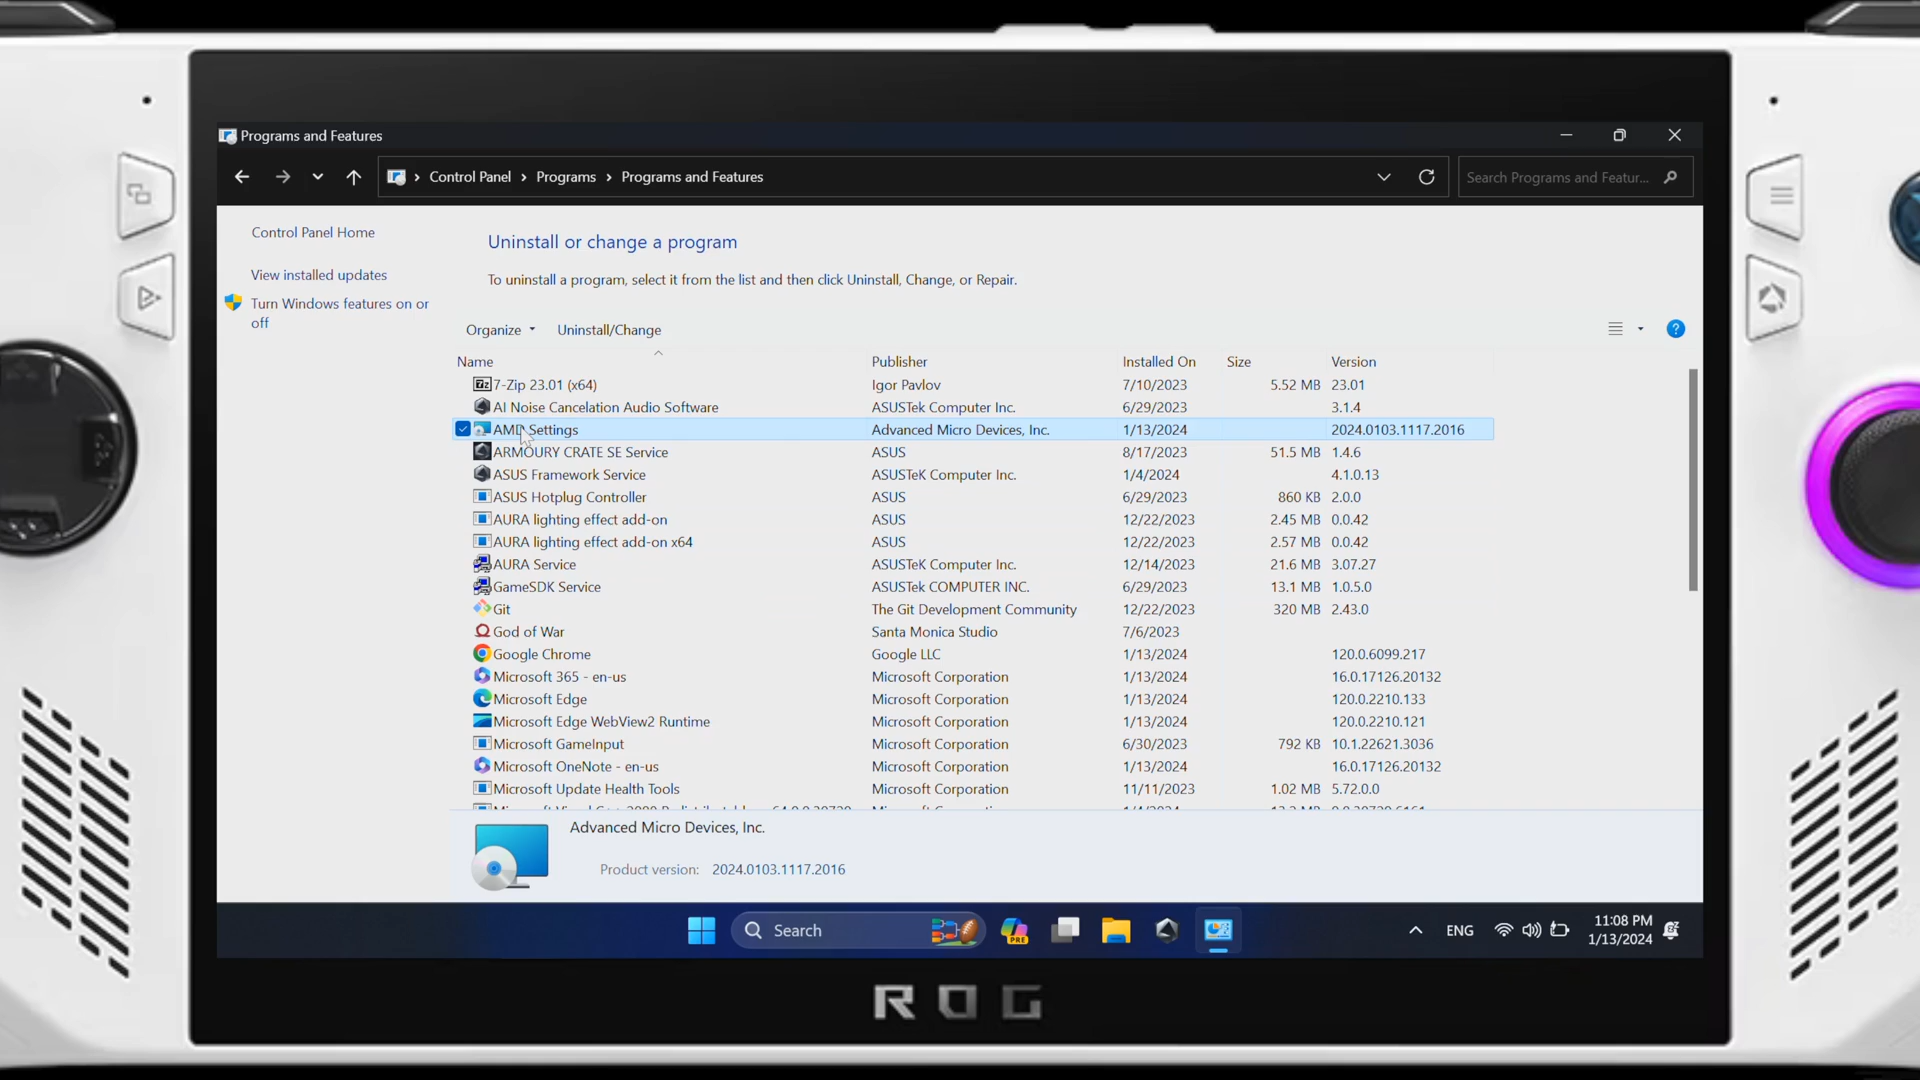 Programs and Features
Control Panel > Programs > Programs and Features
Search Programs and Featur...
Control Panel Home
View installed updates
Turn Windows features on or
off
Uninstall or change a program
To uninstall a program, select it from the list and then click Uninstall, Change, or Repair.
Organize Uninstall/Change
Name Publisher Installed On Size Version
7-Zip 23.01 (x64) Igor Pavlov 7/10/2023 5.52 MB 23.01
AI Noise Cancelation Audio Software ASUSTek Computer Inc. 6/29/2023 3.1.4
AMD Settings Advanced Micro Devices, Inc. 1/13/2024 2024.0103.1117.2016
ARMOURY CRATE SE Service ASUS 8/17/2023 51.5 MB 1.4.6
ASUS Framework Service ASUSTeK Computer Inc. 1/4/2024 4.1.0.13
ASUS Hotplug Controller ASUS 6/29/2023 860 KB 2.0.0
AURA lighting effect add-on ASUS 12/22/2023 2.45 MB 0.0.42
AURA lighting effect add-on x64 ASUS 12/22/2023 2.57 MB 0.0.42
AURA Service ASUSTeK Computer Inc. 12/14/2023 21.6 MB 3.07.27
GameSDK Service ASUSTek COMPUTER INC. 6/29/2023 13.1 MB 1.0.5.0
Git The Git Development Community 12/22/2023 320 MB 2.43.0
God of War Santa Monica Studio 7/6/2023
Google Chrome Google LLC 1/13/2024 120.0.6099.217
Microsoft 365 - en-us Microsoft Corporation 1/13/2024 16.0.17126.20132
Microsoft Edge Microsoft Corporation 1/13/2024 120.0.2210.133
Microsoft Edge WebView2 Runtime Microsoft Corporation 1/13/2024 120.0.2210.121
Microsoft GameInput Microsoft Corporation 6/30/2023 792 KB 10.1.22621.3036
Microsoft OneNote - en-us Microsoft Corporation 1/13/2024 16.0.17126.20132
Microsoft Update Health Tools Microsoft Corporation 11/11/2023 1.02 MB 5.72.0.0
Advanced Micro Devices, Inc.
Product version: 2024.0103.1117.2016
Search
PRE
ENG
11:08 PM
1/13/2024
ROG